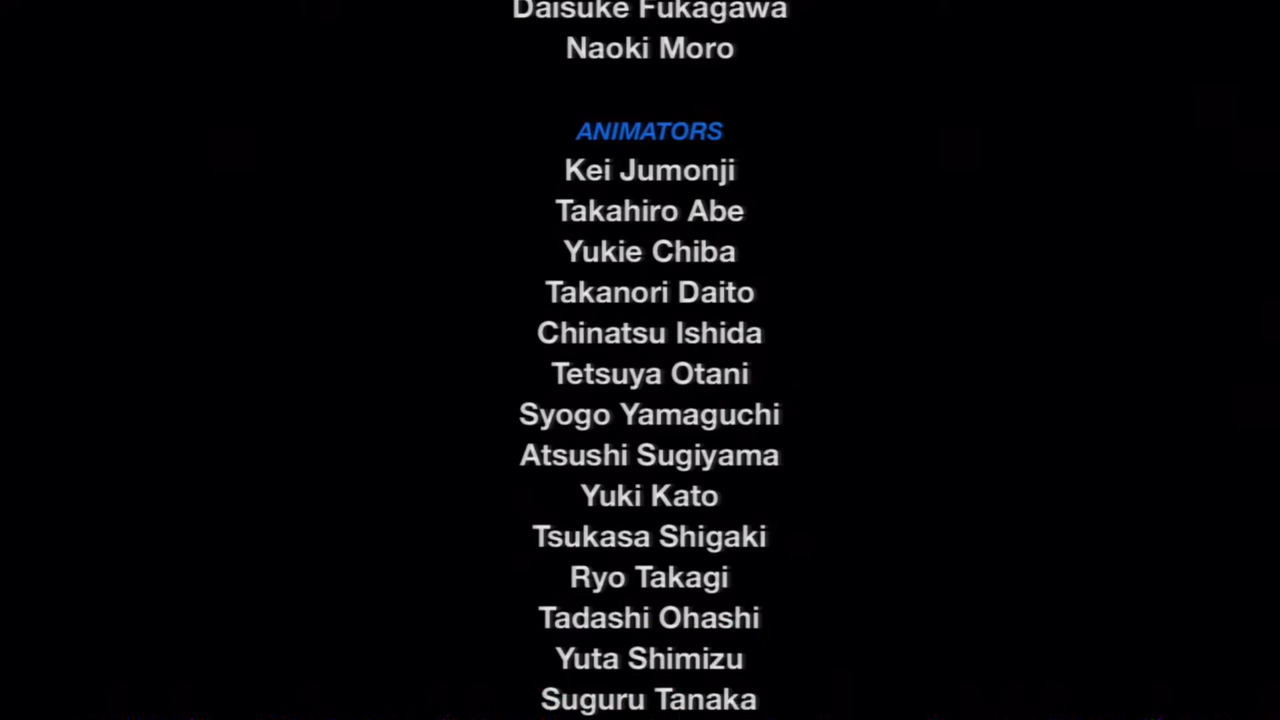 Daisuke Fukagawa
Naoki Moro
ANIMATORS
Kei Jumonji
Takahiro Abe
Yukie Chiba
Takanori Daito
Chinatsu Ishida
Tetsuya Otani
Syogo Yamaguchi
Atsushi Sugiyama
Yuki Kato
Tsukasa Shigaki
Ryo Takagi
Tadashi Ohashi
Yuta Shimizu
Suguru Tanaka